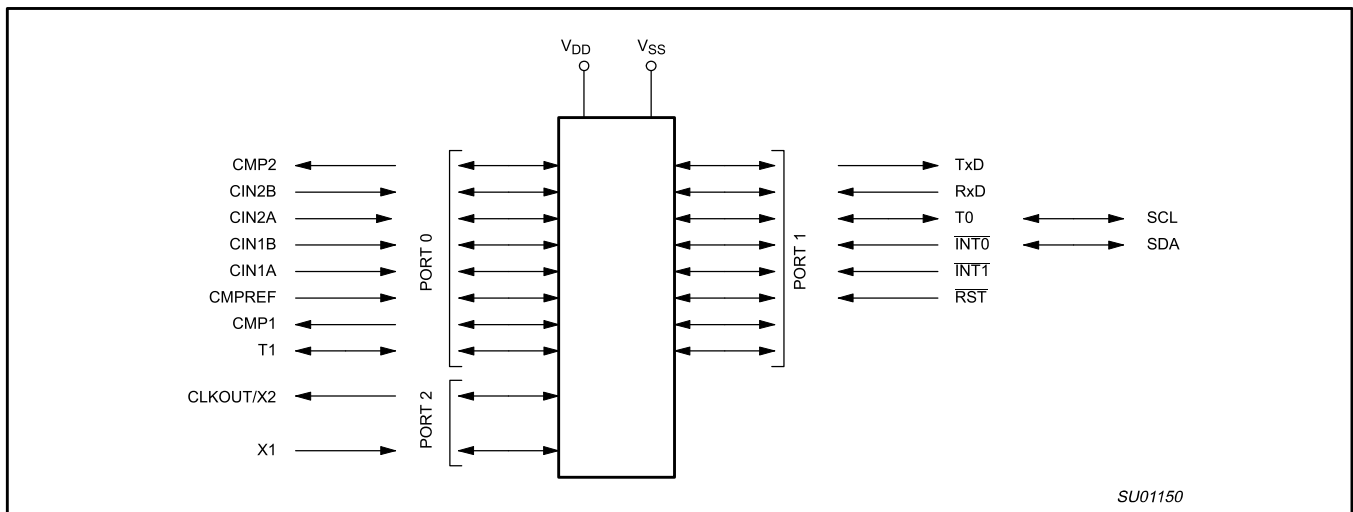 VDD VSS
CMP2 TxD
CIN2B RxD
CIN2A T0 SCL
CIN1B INT0 SDA
CIN1A INT1
CMPREF RST
CMP1
T1
PORT 0
PORT 1
CLKOUT/X2
X1
PORT 2
SU01150